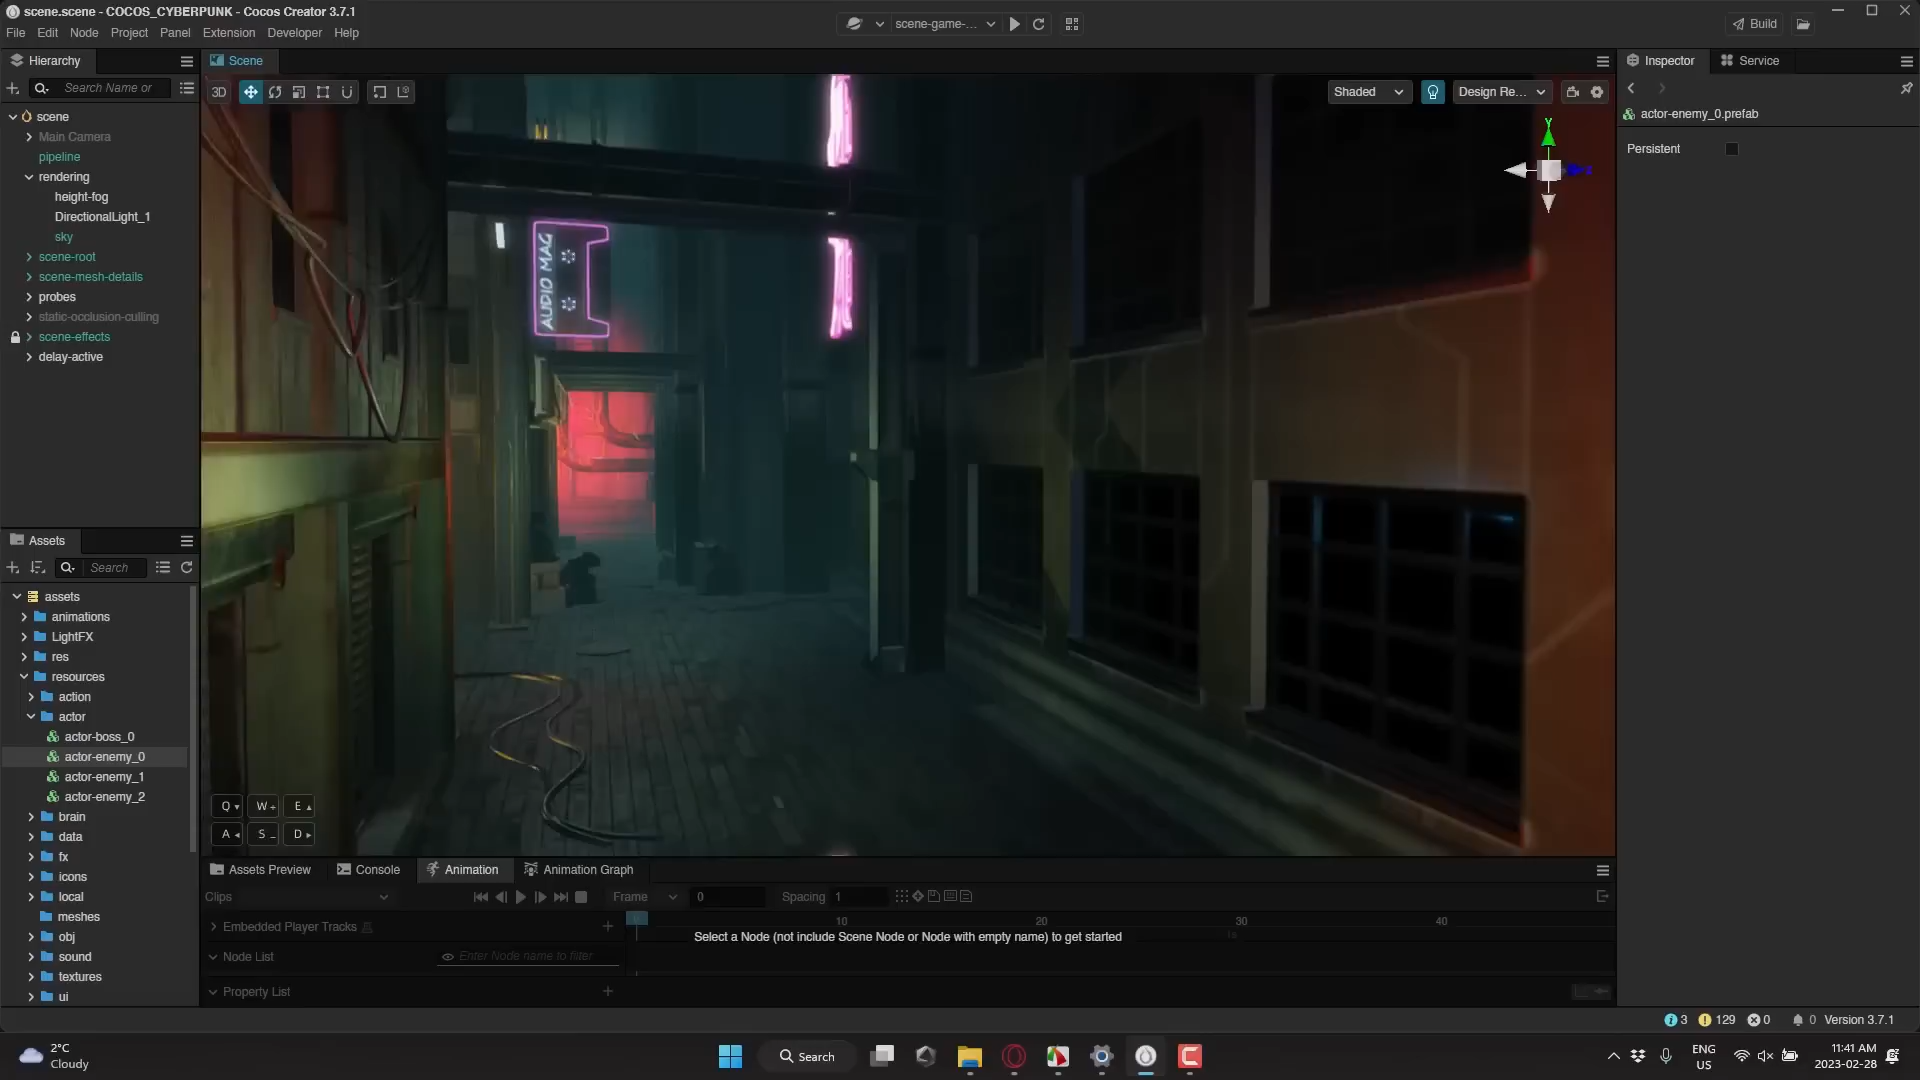 scene.scene - COCOS_CYBERPUNK - Cocos Creator 3.7.1
File Edit Node Project Panel Extension Developer Help
scene-game-...
Build
Hierarchy
Search Name or
scene
Main Camera
pipeline
rendering
height-fog
DirectionalLight_1
sky
scene-root
scene-mesh-details
probes
static-occlusion-culling
scene-effects
delay-active
Assets
Search
assets
animations
LightFX
res
resources
action
actor
actor-boss_0
actor-enemy_0
actor-enemy_1
actor-enemy_2
brain
data
fx
icons
local
meshes
obj
sound
textures
ui
Scene
3D
Shaded
Design Re...
Y
Z
AUDIO MAG
Q W E
A S D
Assets Preview Console Animation Animation Graph
Clips
Frame 0 Spacing 1
Embedded Player Tracks
0 10 20 30 40
Select a Node (not include Scene Node or Node with empty name) to get started
Node List
Enter Node name to filter
Property List
Inspector Service
actor-enemy_0.prefab
Persistent
3 129 0 0 Version 3.7.1
2°C
Cloudy
Search
ENG
US
11:41 AM
2023-02-28